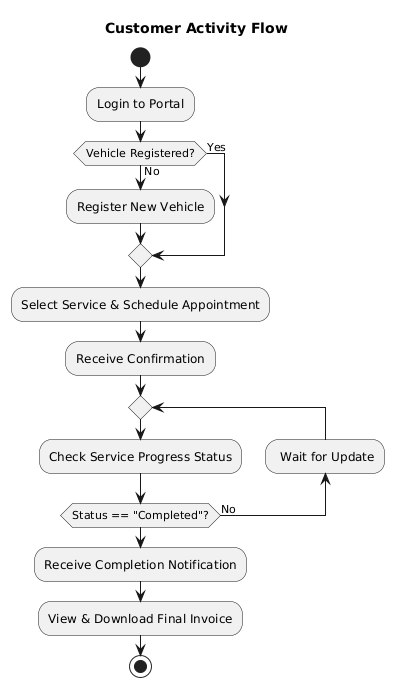 Customer Activity Flow
Login to Portal
Vehicle Registered?
Yes
No
Register New Vehicle
Select Service & Schedule Appointment
Receive Confirmation
Check Service Progress Status
Wait for Update
Status == "Completed"?
No
Receive Completion Notification
View & Download Final Invoice